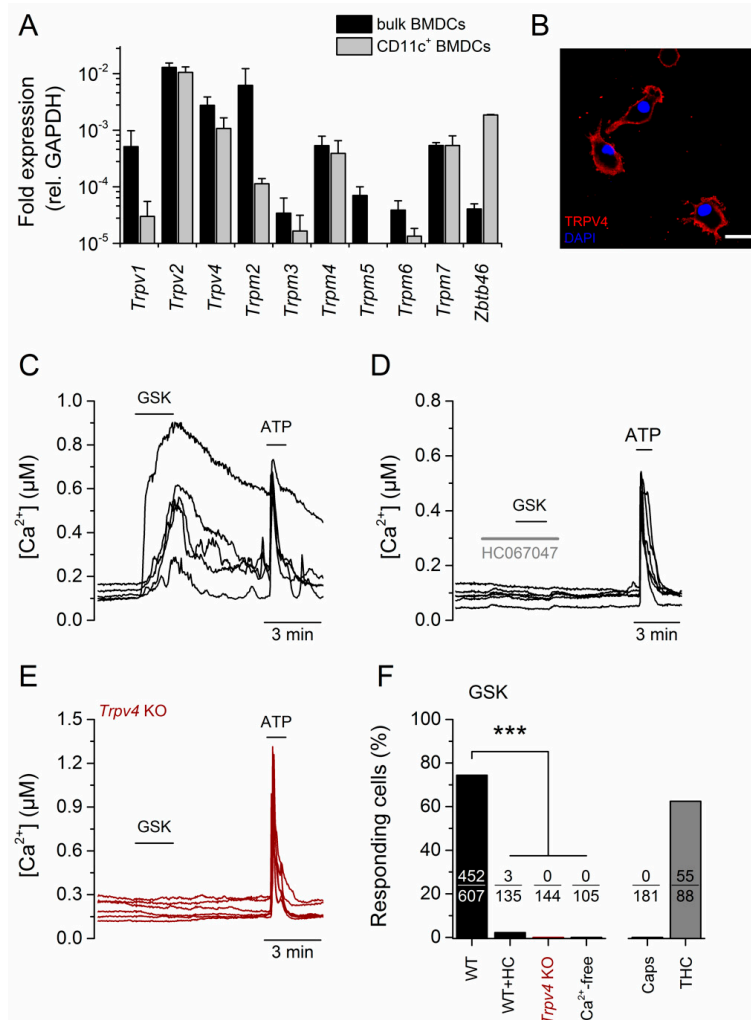 A
bulk BMDCs
CD11c⁺ BMDCs
Fold expression
(rel. GAPDH)
10⁻²
10⁻³
10⁻⁴
10⁻⁵
Trpv1
Trpv2
Trpv4
Trpm2
Trpm3
Trpm4
Trpm5
Trpm6
Trpm7
Zbtb46
B
TRPV4
DAPI
C
[Ca²⁺] (µM)
1.0
0.8
0.6
0.4
0.2
0.0
GSK
ATP
3 min
D
[Ca²⁺] (µM)
0.8
0.6
0.4
0.2
0.0
GSK
HC067047
ATP
3 min
E
Trpv4 KO
[Ca²⁺] (µM)
1.5
1.2
0.9
0.6
0.3
0.0
GSK
ATP
3 min
F
GSK
Responding cells (%)
100
80
60
40
20
0
***
452
607
3
135
0
144
0
105
0
181
55
88
WT
WT+HC
Trpv4 KO
Ca²⁺-free
Caps
THC